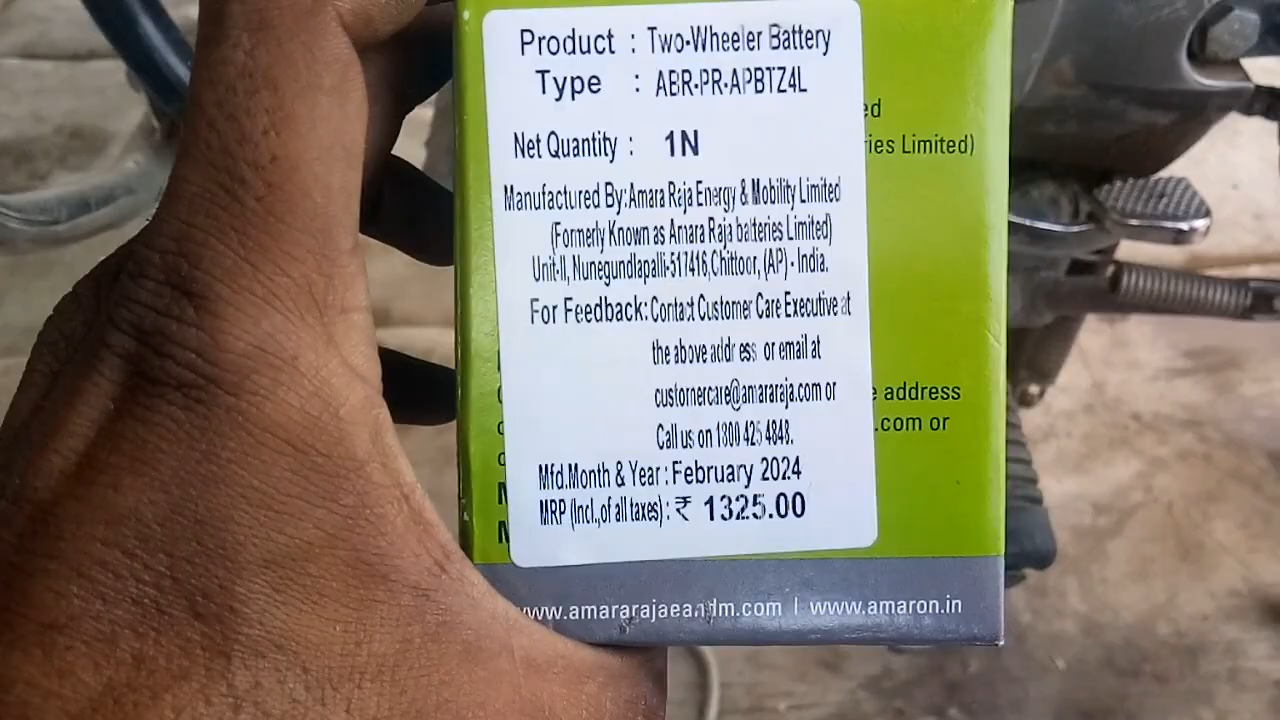 Product : Two-Wheeler Battery
Type : ABR-PR-APBTZ4L
Net Quantity : 1N
Manufactured By:Amara Raja Energy & Mobility Limited
(Formerly Known as Amara Raja batteries Limited)
Unit-II, Nunegundlapalli-517416,Chittoor, (AP) - India.
For Feedback:Contact Customer Care Executive at
the above address or email at
customercare@amararaja.com or
Call us on 1800 425 4848.
Mfd.Month & Year : February 2024
MRP (Incl.,of all taxes) : ₹ 1325.00
ed
ries Limited)
e address
.com or
www.amararajaeandm.com | www.amaron.in